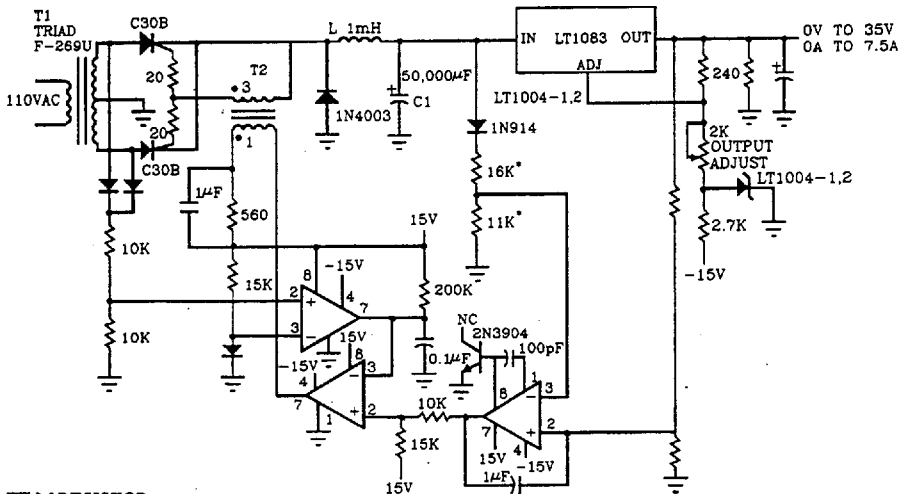 T1
TRIAD
F-269U
C30B
L 1mH
IN LT1083 OUT
ADJ
0V TO 35V
0A TO 7.5A
110VAC
20
T2
3
50,000µF
+
C1
1N4003
LT1004-1,2
240
+
20
1
C30B
1N914
2K
OUTPUT
ADJUST
LT1004-1,2
1µF
560
16K*
11K*
2.7K
-15V
10K
15V
15K
8
-15V
4
2
+
7
200K
3
-
NC
2N3904
100pF
10K
15V
0.1µF
-15V
8
4
3
-
7
1
+
2
10K
8
1
3
-
+
2
7
15V
4
-15V
15K
15V
1µF